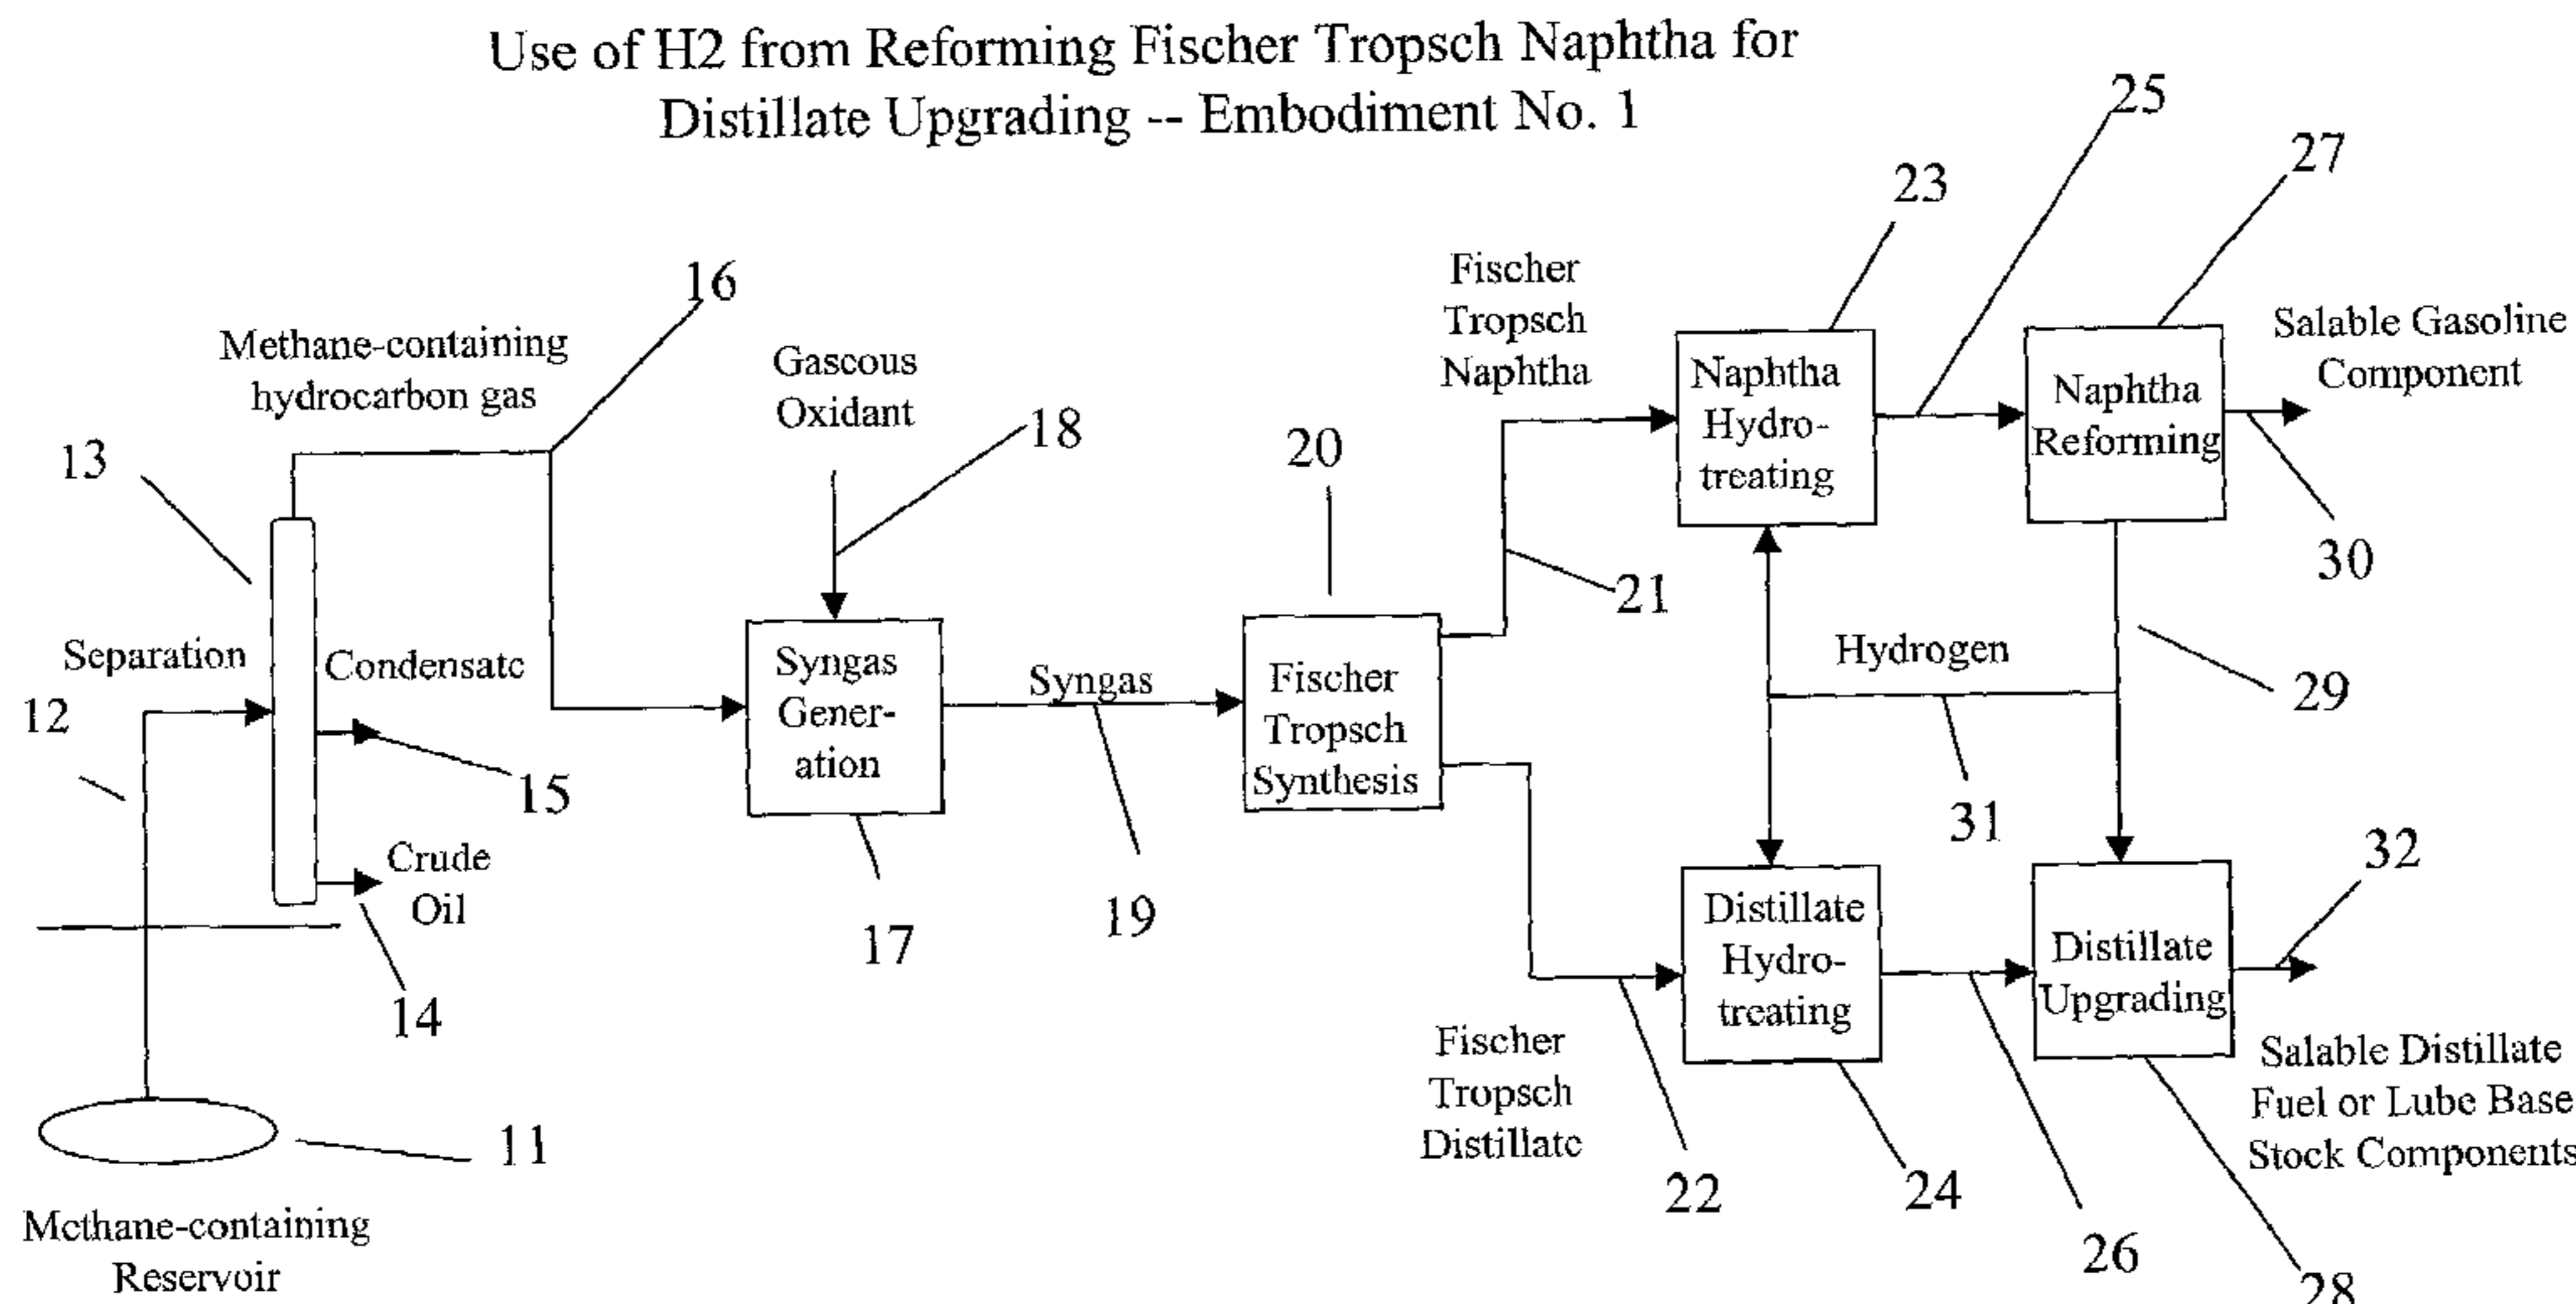 Use of H2 from Reforming Fischer Tropsch Naphtha for
Distillate Upgrading -- Embodiment No. 1
25
27
23
16
Fischer
Tropsch
Naphtha
Salable Gasoline
Component
Methane-containing
hydrocarbon gas
Gaseous
Oxidant
18
13
20
Naphtha
Hydro-
treating
Naphtha
Reforming
30
21
Separation
Condensate
12
15
Syngas
Gener-
ation
Syngas
Fischer
Tropsch
Synthesis
Hydrogen
29
31
32
Crude
Oil
14
17
19
Distillate
Hydro-
treating
Distillate
Upgrading
Fischer
Tropsch
Distillate
22
24
26
28
Salable Distillate
Fuel or Lube Base
Stock Components
11
Methane-containing
Reservoir